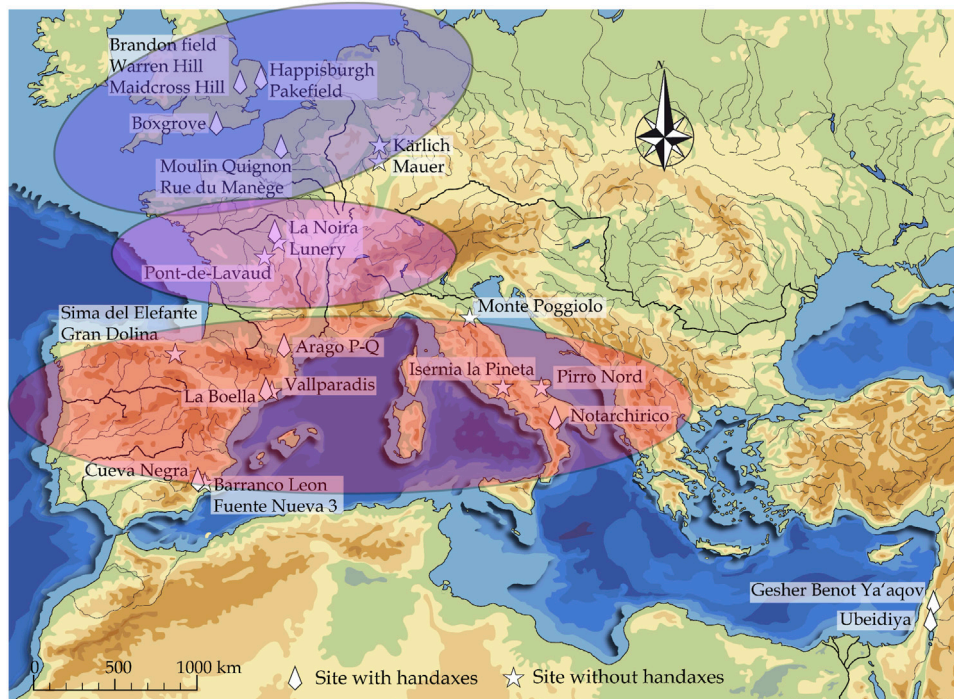 Brandon field
Warren Hill
Maidcross Hill
Happisburgh
Pakefield
N
Boxgrove
Kärlich
Mauer
Moulin Quignon
Rue du Manège
La Noira
Lunery
Pont-de-Lavaud
Monte Poggiolo
Sima del Elefante
Gran Dolina
Arago P-Q
Isernia la Pineta
Pirro Nord
La Boella
Vallparadis
Notarchirico
Cueva Negra
Barranco Leon
Fuente Nueva 3
Gesher Benot Ya‘aqov
Ubeidiya
0 500 1000 km
Site with handaxes
Site without handaxes